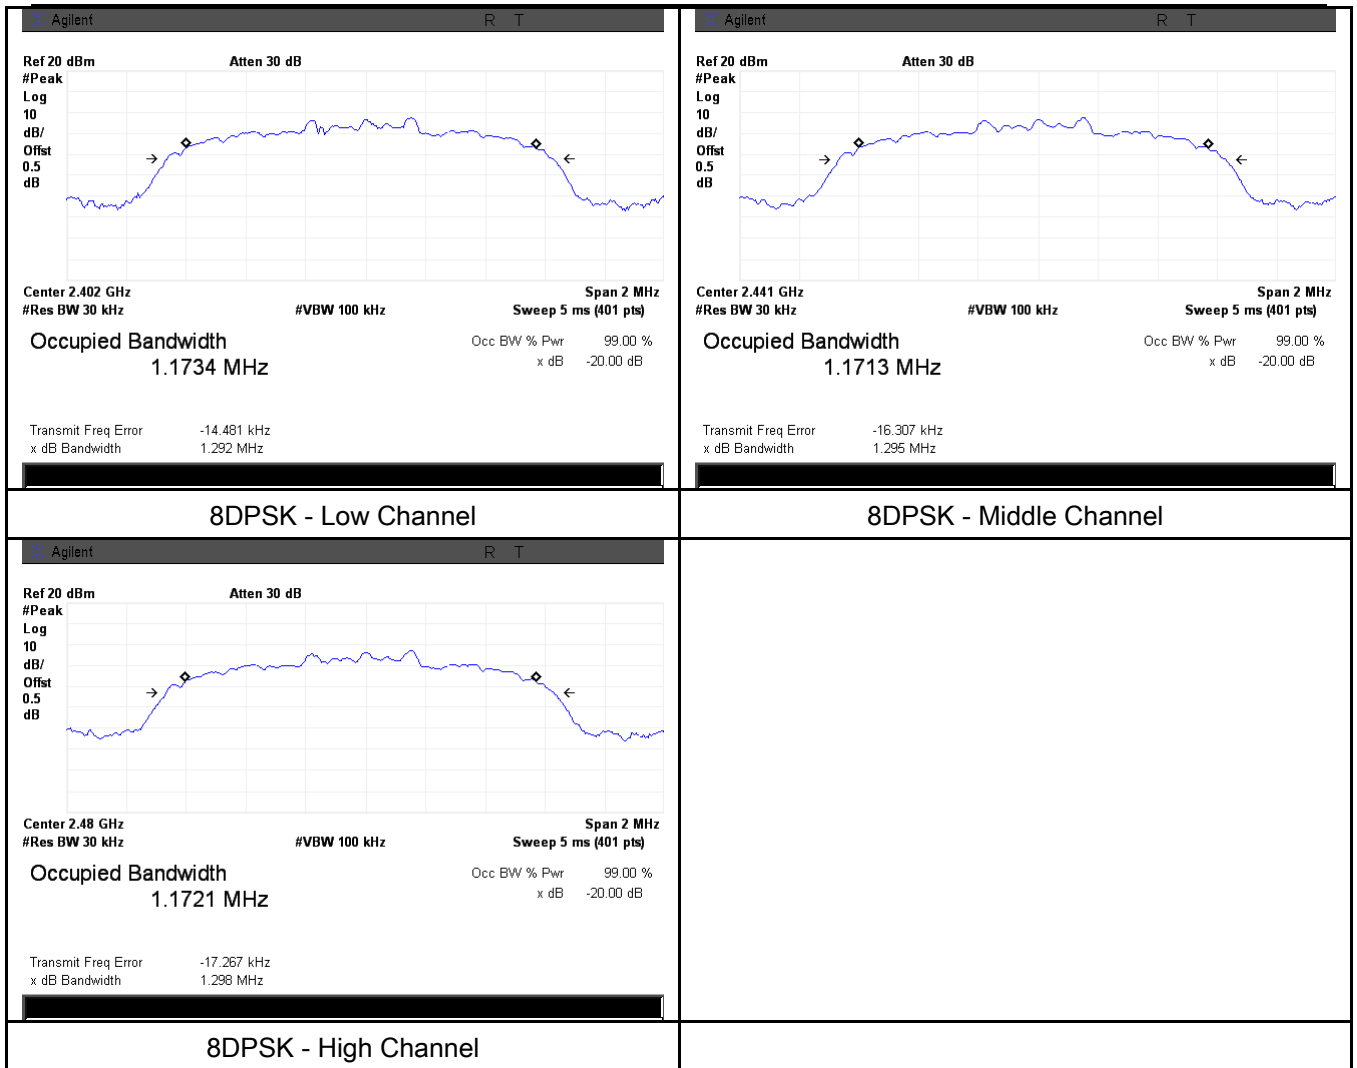 Agilent R T
Ref 20 dBm Atten 30 dB
#Peak
Log
10
dB/
Offst
0.5
dB
Center 2.402 GHz Span 2 MHz
#Res BW 30 kHz #VBW 100 kHz Sweep 5 ms (401 pts)
Occupied Bandwidth Occ BW % Pwr 99.00 %
1.1734 MHz x dB -20.00 dB
Transmit Freq Error -14.481 kHz
x dB Bandwidth 1.292 MHz
8DPSK - Low Channel
Agilent R T
Ref 20 dBm Atten 30 dB
#Peak
Log
10
dB/
Offst
0.5
dB
Center 2.441 GHz Span 2 MHz
#Res BW 30 kHz #VBW 100 kHz Sweep 5 ms (401 pts)
Occupied Bandwidth Occ BW % Pwr 99.00 %
1.1713 MHz x dB -20.00 dB
Transmit Freq Error -16.307 kHz
x dB Bandwidth 1.295 MHz
8DPSK - Middle Channel
Agilent R T
Ref 20 dBm Atten 30 dB
#Peak
Log
10
dB/
Offst
0.5
dB
Center 2.48 GHz Span 2 MHz
#Res BW 30 kHz #VBW 100 kHz Sweep 5 ms (401 pts)
Occupied Bandwidth Occ BW % Pwr 99.00 %
1.1721 MHz x dB -20.00 dB
Transmit Freq Error -17.267 kHz
x dB Bandwidth 1.298 MHz
8DPSK - High Channel